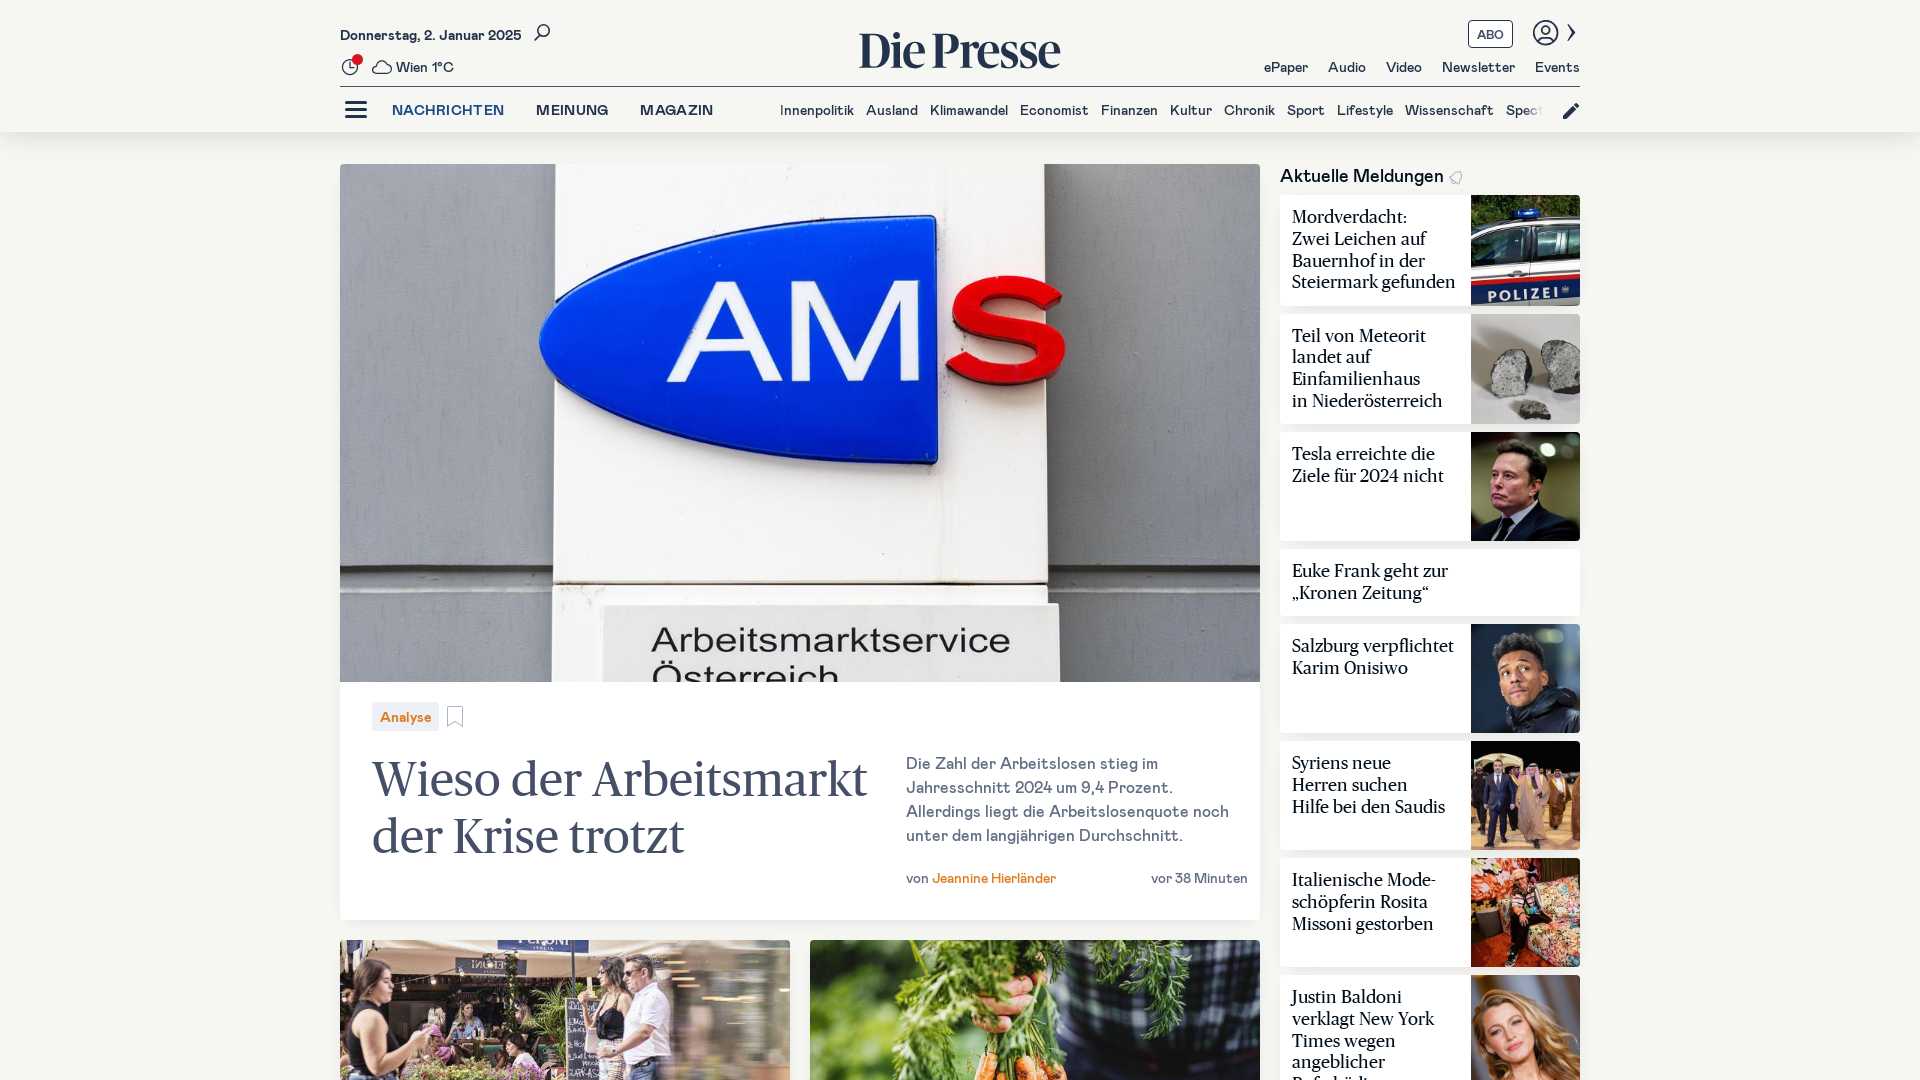 Donnerstag, 2. Januar 2025
Wien 1°C
Die Presse
ABO
ePaper Audio Video Newsletter Events
NACHRICHTEN MEINUNG MAGAZIN
Innenpolitik Ausland Klimawandel Economist Finanzen Kultur Chronik Sport Lifestyle Wissenschaft Spect
AMS
Arbeitsmarktservice
Österreich
Analyse
Wieso der Arbeitsmarkt
der Krise trotzt
Die Zahl der Arbeitslosen stieg im
Jahresschnitt 2024 um 9,4 Prozent.
Allerdings liegt die Arbeitslosenquote noch
unter dem langjährigen Durchschnitt.
von Jeannine Hierländer
vor 38 Minuten
Aktuelle Meldungen
Mordverdacht:
Zwei Leichen auf
Bauernhof in der
Steiermark gefunden
POLIZEI
Teil von Meteorit
landet auf
Einfamilienhaus
in Niederösterreich
Tesla erreichte die
Ziele für 2024 nicht
Euke Frank geht zur
„Kronen Zeitung“
Salzburg verpflichtet
Karim Onisiwo
Syriens neue
Herren suchen
Hilfe bei den Saudis
Italienische Mode-
schöpferin Rosita
Missoni gestorben
Justin Baldoni
verklagt New York
Times wegen
angeblicher